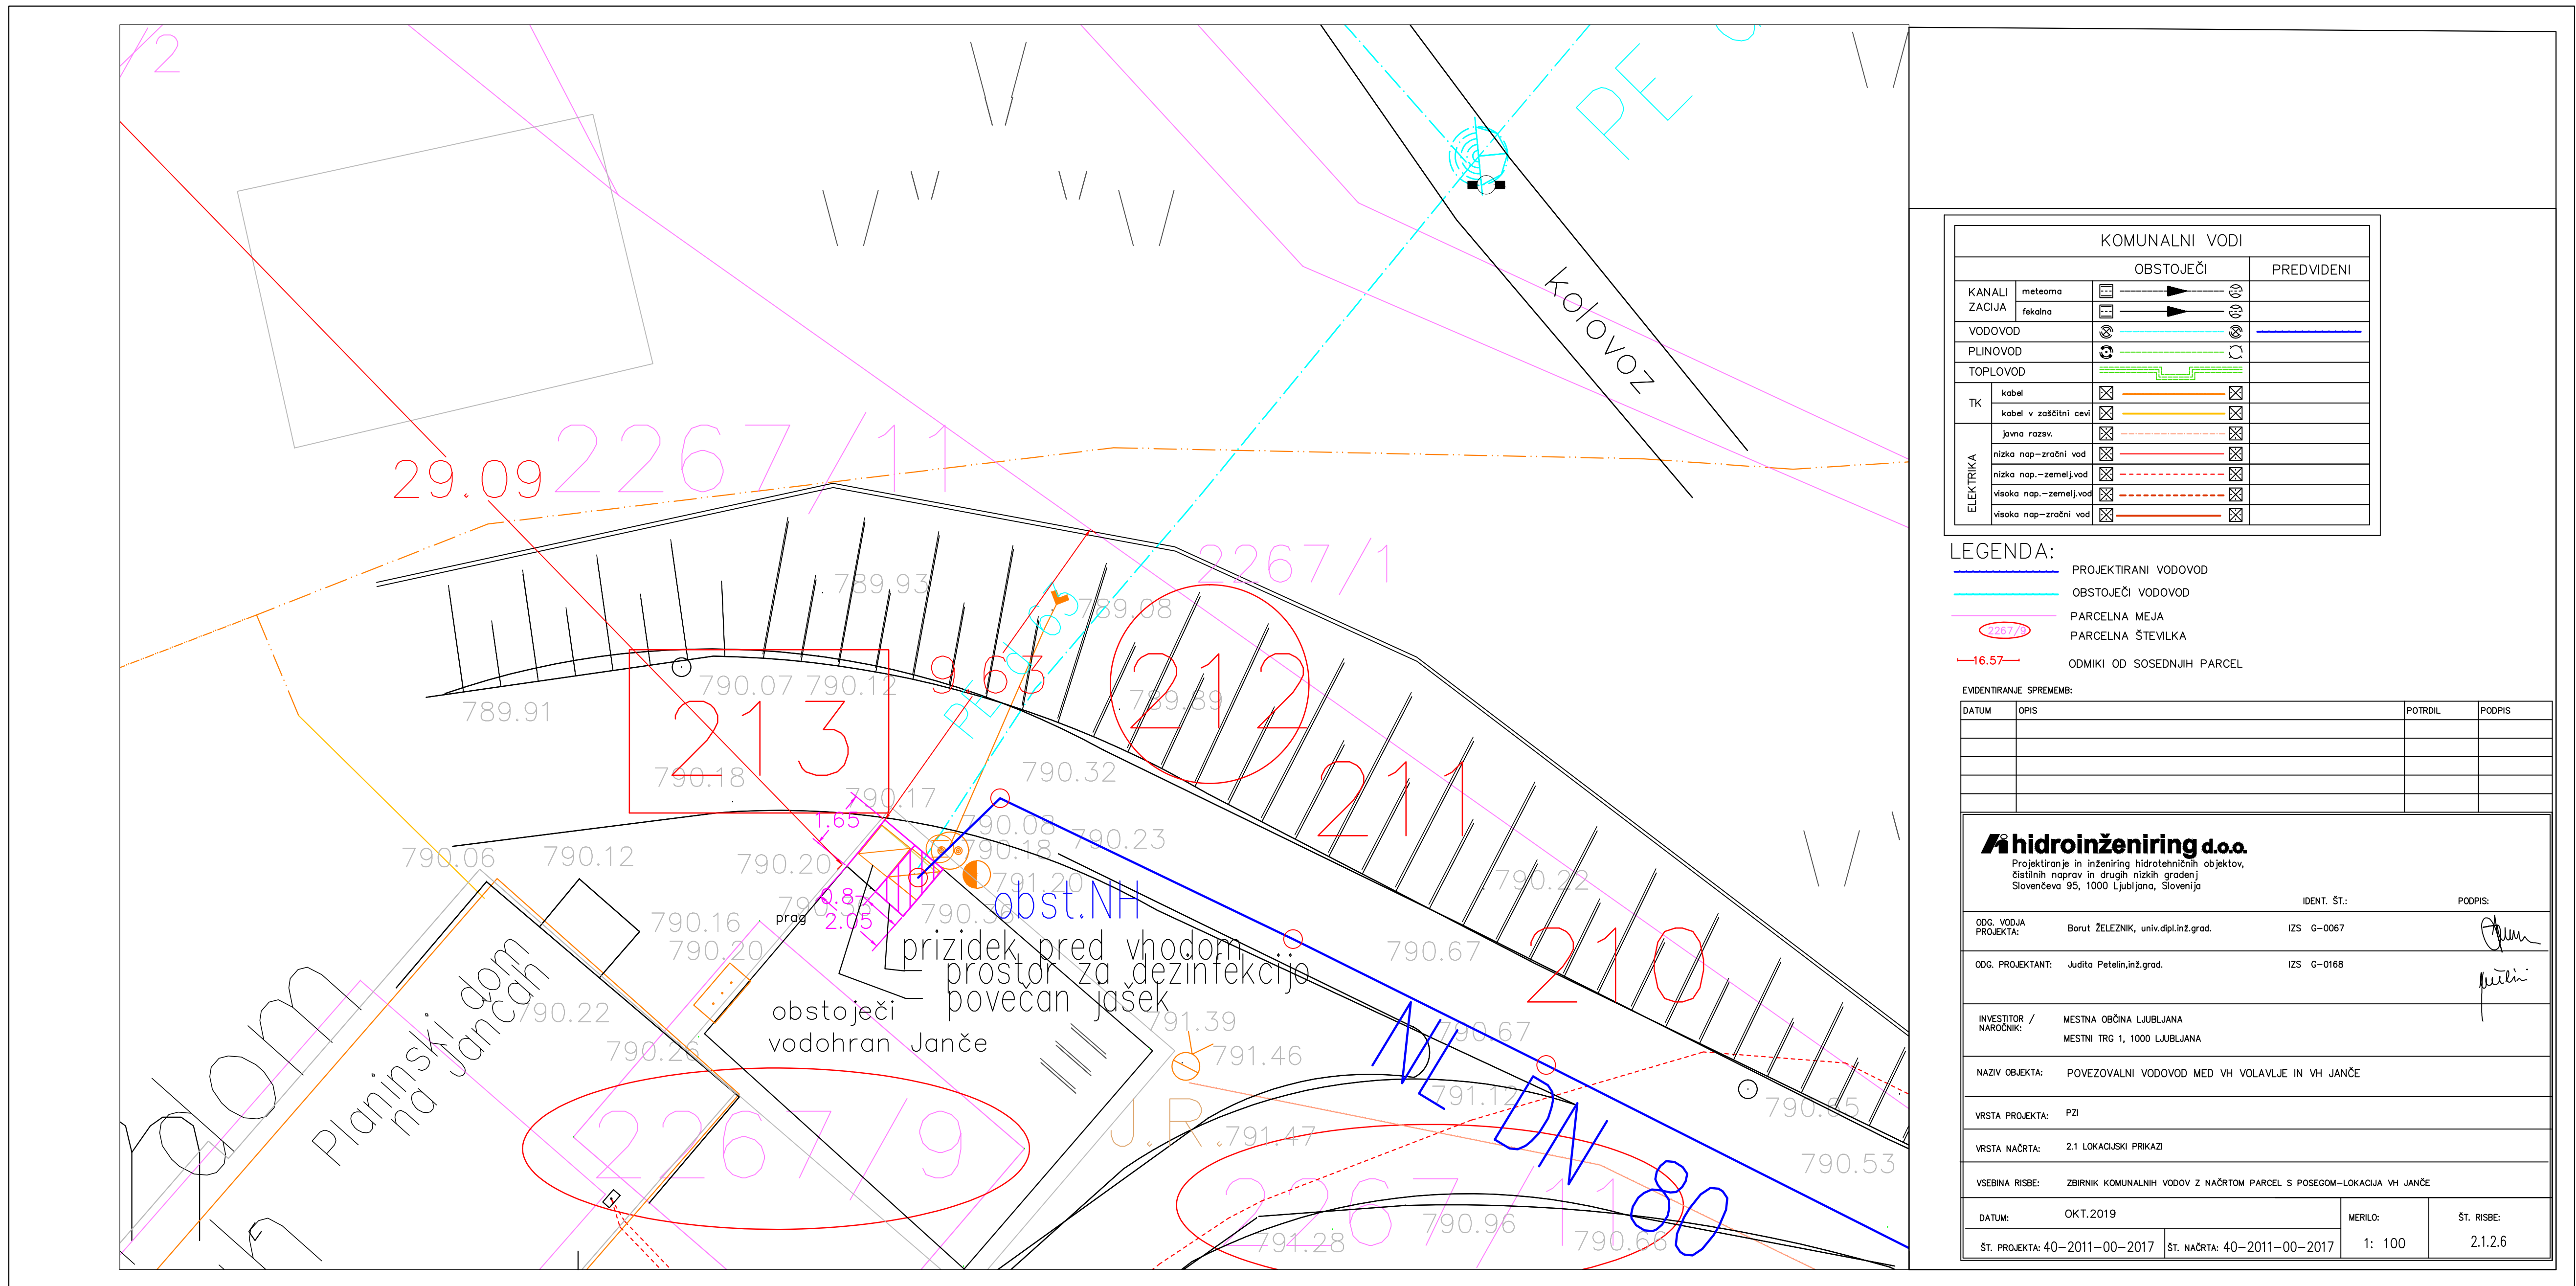 /2
PE
Kolovoz
29.09
2267/11
2267/1
789.93
789.08
PE 63
9.63
212
789.89
790.07 790.12
789.91
213
790.18
790.32
211
790.17
1.65
790.08
790.23
790.18
790.06
790.12
790.20
791.20
790.22
0.8
2.05
prag
790.36
obst.NH
790.16
790.20
prizidek pred vhodom :
– prostor za dezinfekcijo
– povečan jašek
790.67
210
dom
Planinski dom
na Jančah
790.22
obstoječi
vodohran Janče
790.26
791.39
791.46
790.67
NL DN 80
791.12
790.65
J.R.
791.47
2267/9
790.53
2267/11
790.96
791.28
790.66
KOMUNALNI VODI
OBSTOJEČI
PREDVIDENI
KANALI
ZACIJA
meteorna
fekalna
VODOVOD
PLINOVOD
TOPLOVOD
TK
kabel
kabel v zaščitni cevi
ELEKTRIKA
javna razsv.
nizka nap-zračni vod
nizka nap.-zemelj.vod
visoka nap.-zemelj.vod
visoka nap-zračni vod
LEGENDA:
PROJEKTIRANI VODOVOD
OBSTOJEČI VODOVOD
PARCELNA MEJA
2267/9
PARCELNA ŠTEVILKA
16.57
ODMIKI OD SOSEDNJIH PARCEL
EVIDENTIRANJE SPREMEMB:
DATUM OPIS POTRDIL PODPIS
hidroinženiring d.o.o.
Projektiranje in inženiring hidrotehničnih objektov,
čistilnih naprav in drugih nizkih gradenj
Slovenčeva 95, 1000 Ljubljana, Slovenija
IDENT. ŠT.: PODPIS:
ODG. VODJA
PROJEKTA:
Borut ŽELEZNIK, univ.dipl.inž.grad. IZS G-0067
ODG. PROJEKTANT: Judita Petelin,inž.grad. IZS G-0168
INVESTITOR /
NAROČNIK:
MESTNA OBČINA LJUBLJANA
MESTNI TRG 1, 1000 LJUBLJANA
NAZIV OBJEKTA: POVEZOVALNI VODOVOD MED VH VOLAVLJE IN VH JANČE
VRSTA PROJEKTA: PZI
VRSTA NAČRTA: 2.1 LOKACIJSKI PRIKAZI
VSEBINA RISBE: ZBIRNIK KOMUNALNIH VODOV Z NAČRTOM PARCEL S POSEGOM-LOKACIJA VH JANČE
DATUM: OKT.2019
MERILO:
ŠT. RISBE:
ŠT. PROJEKTA: 40-2011-00-2017 ŠT. NAČRTA: 40-2011-00-2017
1: 100
2.1.2.6